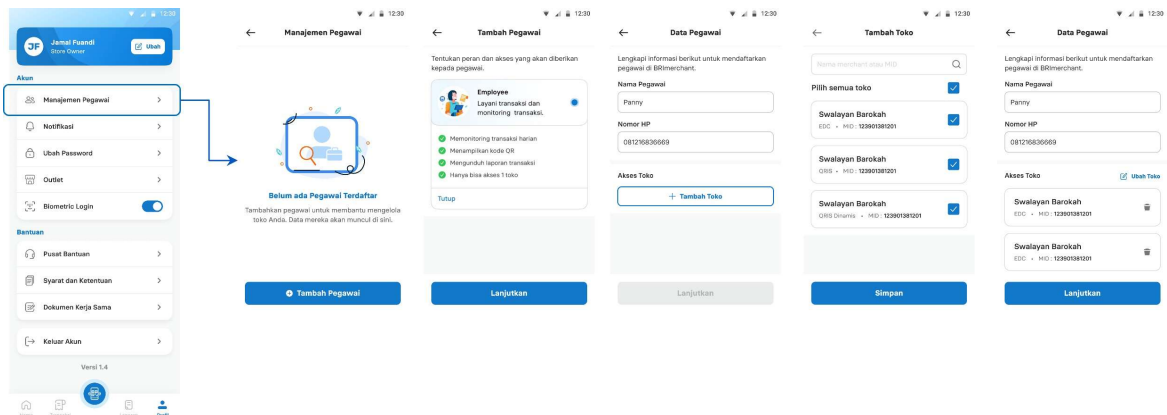 12:30
JF
Jamal Fuandi
Store Owner
Ubah
Akun
Manajemen Pegawai
Notifikasi
Ubah Password
Outlet
Biometric Login
Bantuan
Pusat Bantuan
Syarat dan Ketentuan
Dokumen Kerja Sama
Keluar Akun
Versi 1.4
Profil
12:30
Manajemen Pegawai
Belum ada Pegawai Terdaftar
Tambahkan pegawai untuk membantu mengelola
toko Anda. Data mereka akan muncul di sini.
Tambah Pegawai
12:30
Tambah Pegawai
Tentukan peran dan akses yang akan diberikan
kepada pegawai.
Employee
Layani transaksi dan
monitoring transaksi.
Memonitoring transaksi harian
Menampilkan kode QR
Mengunduh laporan transaksi
Hanya bisa akses 1 toko
Tutup
Lanjutkan
12:30
Data Pegawai
Lengkapi informasi berikut untuk mendaftarkan
pegawai di BRImerchant.
Nama Pegawai
Panny
Nomor HP
081216836669
Akses Toko
+ Tambah Toko
Lanjutkan
12:30
Tambah Toko
Nama merchant atau MID
Pilih semua toko
Swalayan Barokah
EDC • MID : 123901381201
Swalayan Barokah
QRIS • MID : 123901381201
Swalayan Barokah
QRIS Dinamis • MID : 123901381201
Simpan
12:30
Data Pegawai
Lengkapi informasi berikut untuk mendaftarkan
pegawai di BRImerchant.
Nama Pegawai
Panny
Nomor HP
081216836669
Akses Toko
Ubah Toko
Swalayan Barokah
EDC • MID : 123901381201
Swalayan Barokah
EDC • MID : 123901381201
Lanjutkan